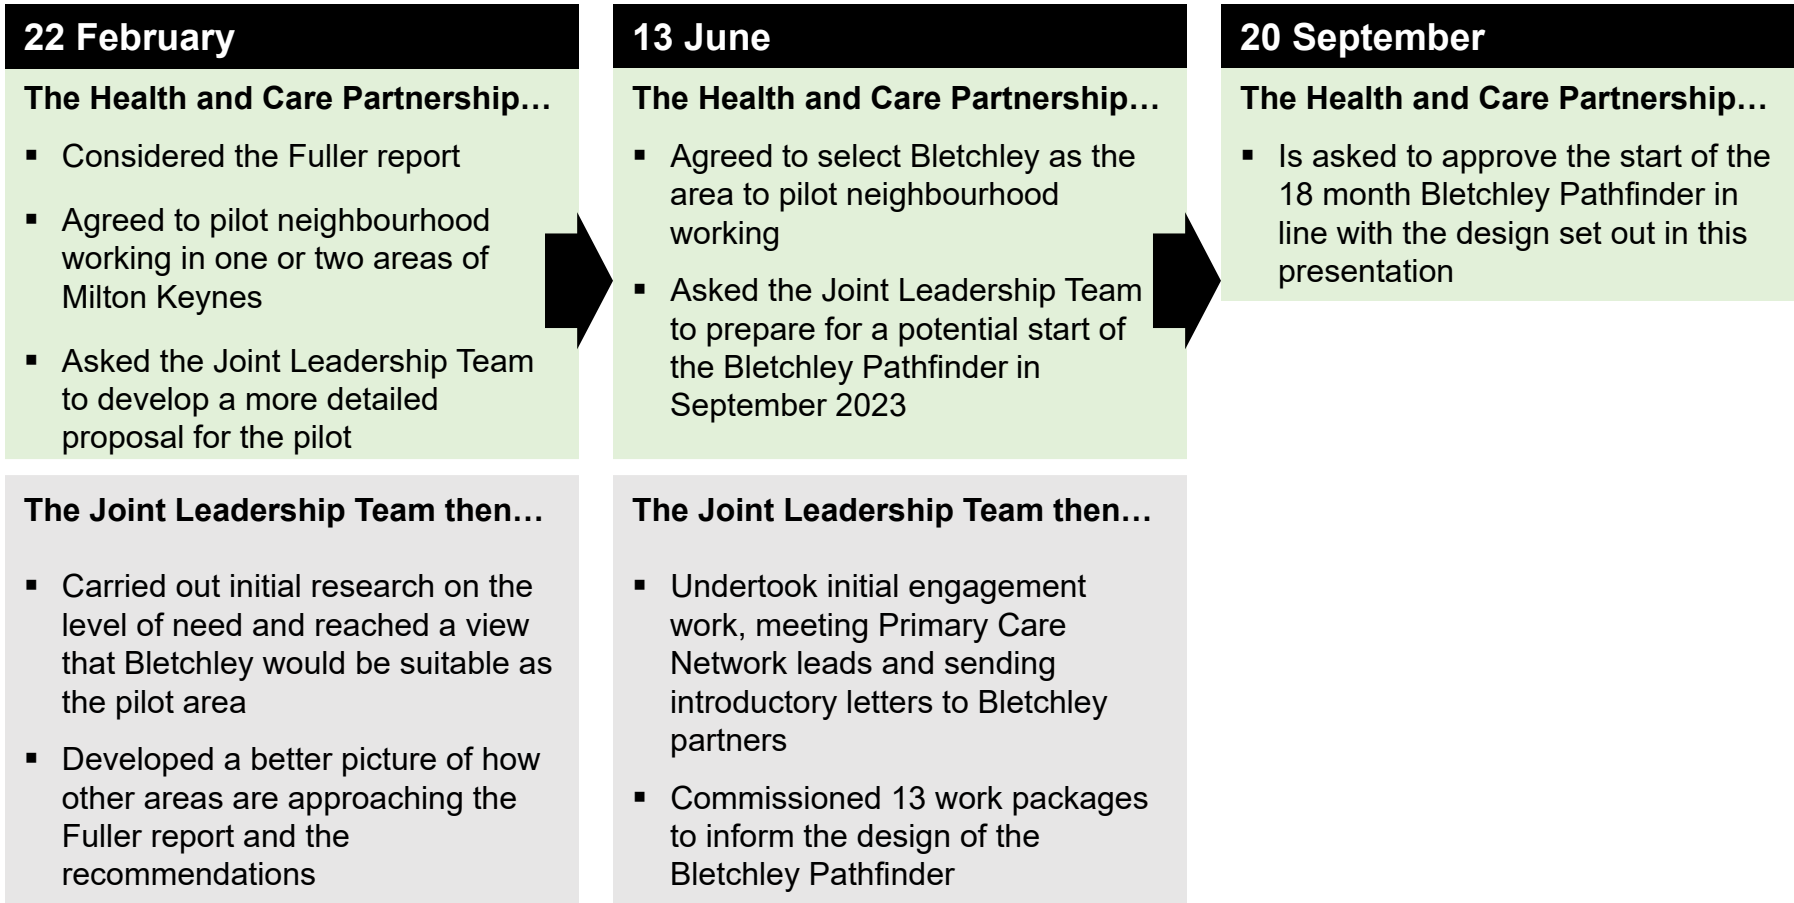 22 February
The Health and Care Partnership…
▪ Considered the Fuller report
▪ Agreed to pilot neighbourhood
working in one or two areas of
Milton Keynes
▪ Asked the Joint Leadership Team
to develop a more detailed
proposal for the pilot
The Joint Leadership Team then…
▪ Carried out initial research on the
level of need and reached a view
that Bletchley would be suitable as
the pilot area
▪ Developed a better picture of how
other areas are approaching the
Fuller report and the
recommendations
13 June
The Health and Care Partnership…
▪ Agreed to select Bletchley as the
area to pilot neighbourhood
working
▪ Asked the Joint Leadership Team
to prepare for a potential start of
the Bletchley Pathfinder in
September 2023
The Joint Leadership Team then…
▪ Undertook initial engagement
work, meeting Primary Care
Network leads and sending
introductory letters to Bletchley
partners
▪ Commissioned 13 work packages
to inform the design of the
Bletchley Pathfinder
20 September
The Health and Care Partnership…
▪ Is asked to approve the start of the
18 month Bletchley Pathfinder in
line with the design set out in this
presentation